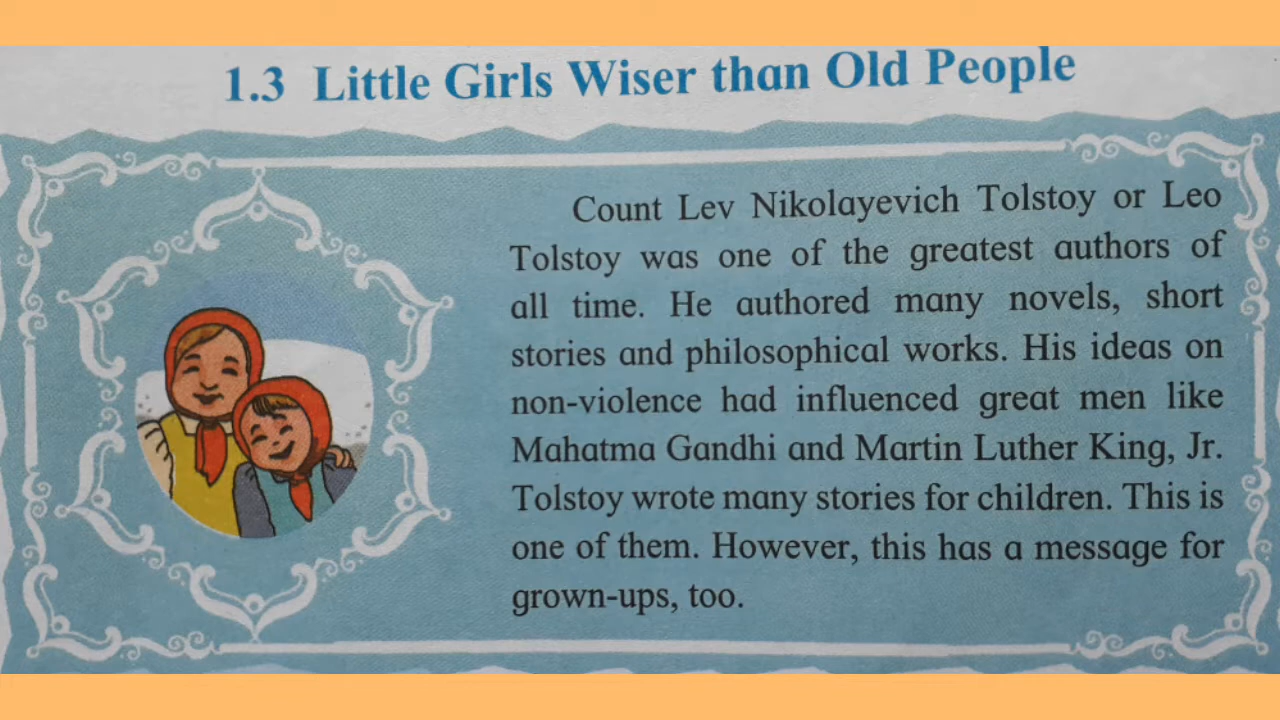 1.3 Little Girls Wiser than Old People
Count Lev Nikolayevich Tolstoy or Leo
Tolstoy was one of the greatest authors of
all time. He authored many novels, short
stories and philosophical works. His ideas on
non-violence had influenced great men like
Mahatma Gandhi and Martin Luther King, Jr.
Tolstoy wrote many stories for children. This is
one of them. However, this has a message for
grown-ups, too.